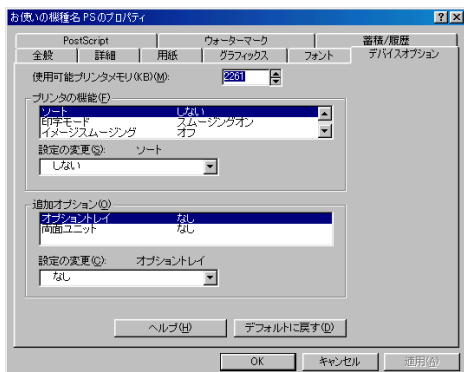 お使いの機種名 PSのプロパティ
PostScript ウォーターマーク 蓄積/履歴
全般 詳細 用紙 グラフィックス フォント デバイスオプション
使用可能プリンタメモリ(KB)(M): 2261
プリンタの機能(F)
ソート しない
印字モード スムージングオン
イメージスムージング オフ
設定の変更(S): ソート
しない
追加オプション(O)
オプショントレイ なし
両面ユニット なし
設定の変更(C): オプショントレイ
なし
ヘルプ(H) デフォルトに戻す(D)
OK キャンセル 適用(A)